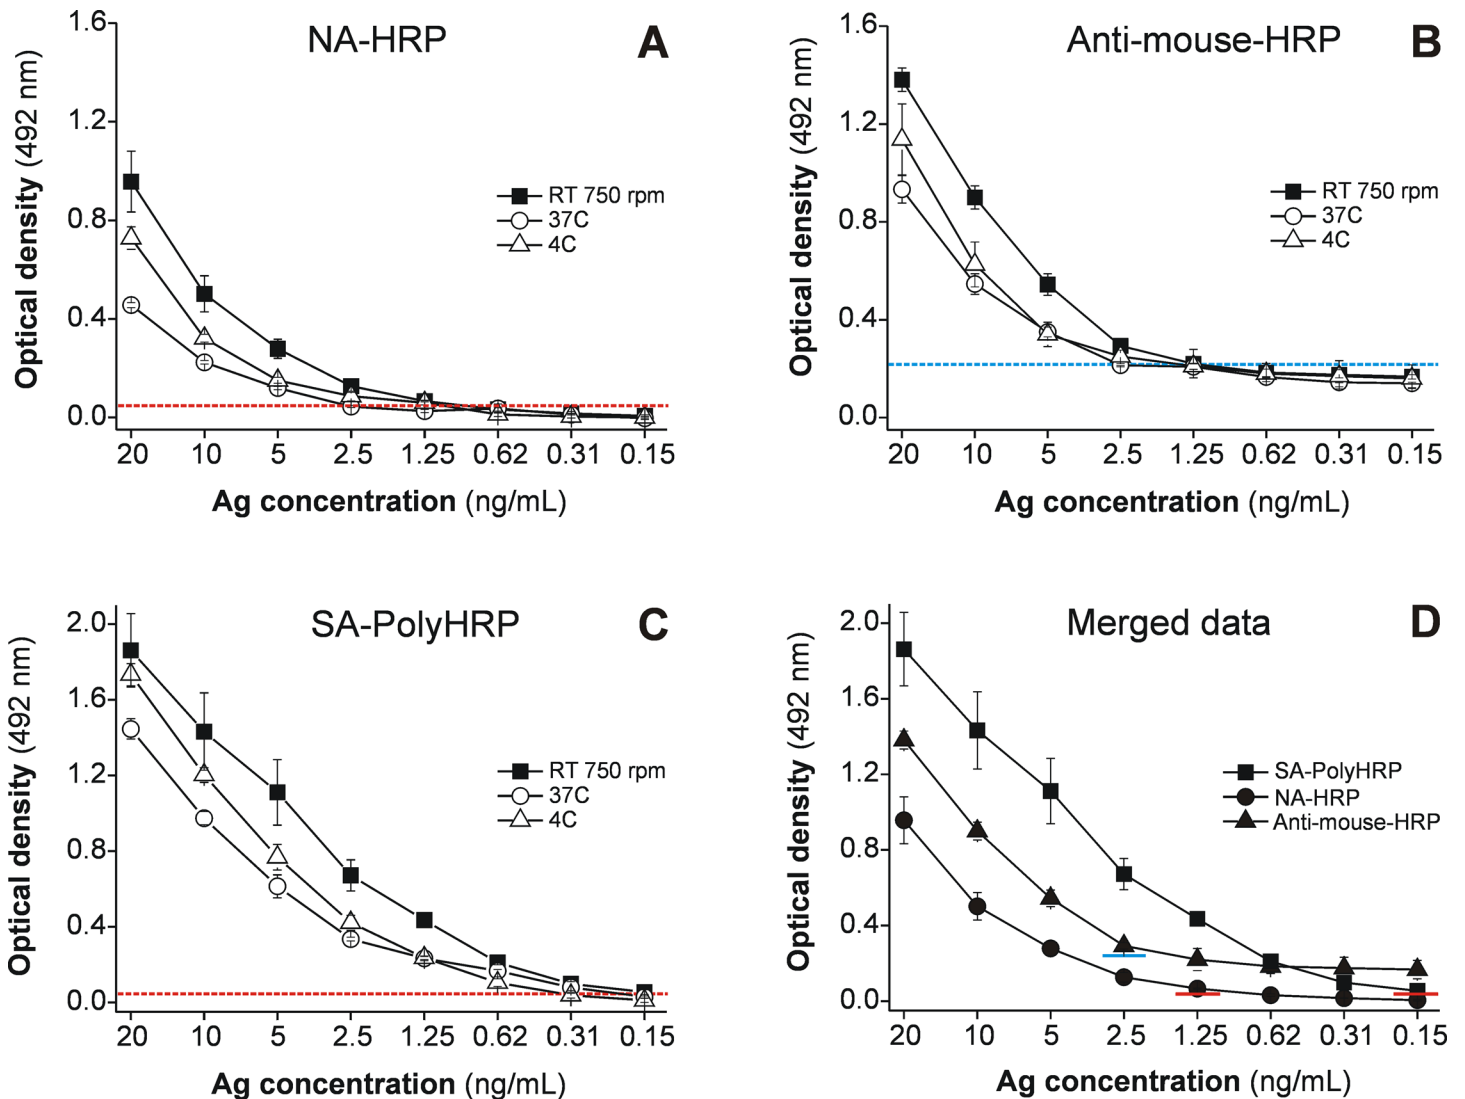 NA-HRP
A
Optical density (492 nm)
1.6
1.2
0.8
0.4
0.0
RT 750 rpm
37C
4C
20 10 5 2.5 1.25 0.62 0.31 0.15
Ag concentration (ng/mL)
Anti-mouse-HRP
B
Optical density (492 nm)
1.6
1.2
0.8
0.4
0.0
RT 750 rpm
37C
4C
20 10 5 2.5 1.25 0.62 0.31 0.15
Ag concentration (ng/mL)
SA-PolyHRP
C
Optical density (492 nm)
2.0
1.6
1.2
0.8
0.4
0.0
RT 750 rpm
37C
4C
20 10 5 2.5 1.25 0.62 0.31 0.15
Ag concentration (ng/mL)
Merged data
D
Optical density (492 nm)
2.0
1.6
1.2
0.8
0.4
0.0
SA-PolyHRP
NA-HRP
Anti-mouse-HRP
20 10 5 2.5 1.25 0.62 0.31 0.15
Ag concentration (ng/mL)